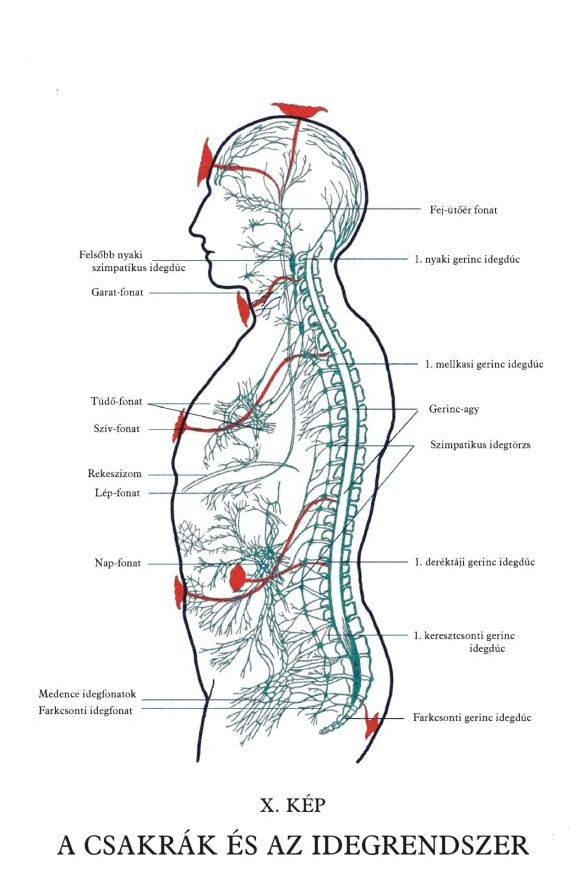 Fej-ütőér fonat
Felsőbb nyaki
szimpatikus idegdúc
1. nyaki gerinc idegdúc
Garat-fonat
1. mellkasi gerinc idegdúc
Tüdő-fonat
Gerinc-agy
Szív-fonat
Szimpatikus idegtörzs
Rekeszizom
Lép-fonat
Nap-fonat
1. deréktáji gerinc idegdúc
1. keresztcsonti gerinc
idegdúc
Medence idegfonatok
Farkcsonti idegfonat
Farkcsonti gerinc idegdúc
X. KÉP
A CSAKRÁK ÉS AZ IDEGRENDSZER